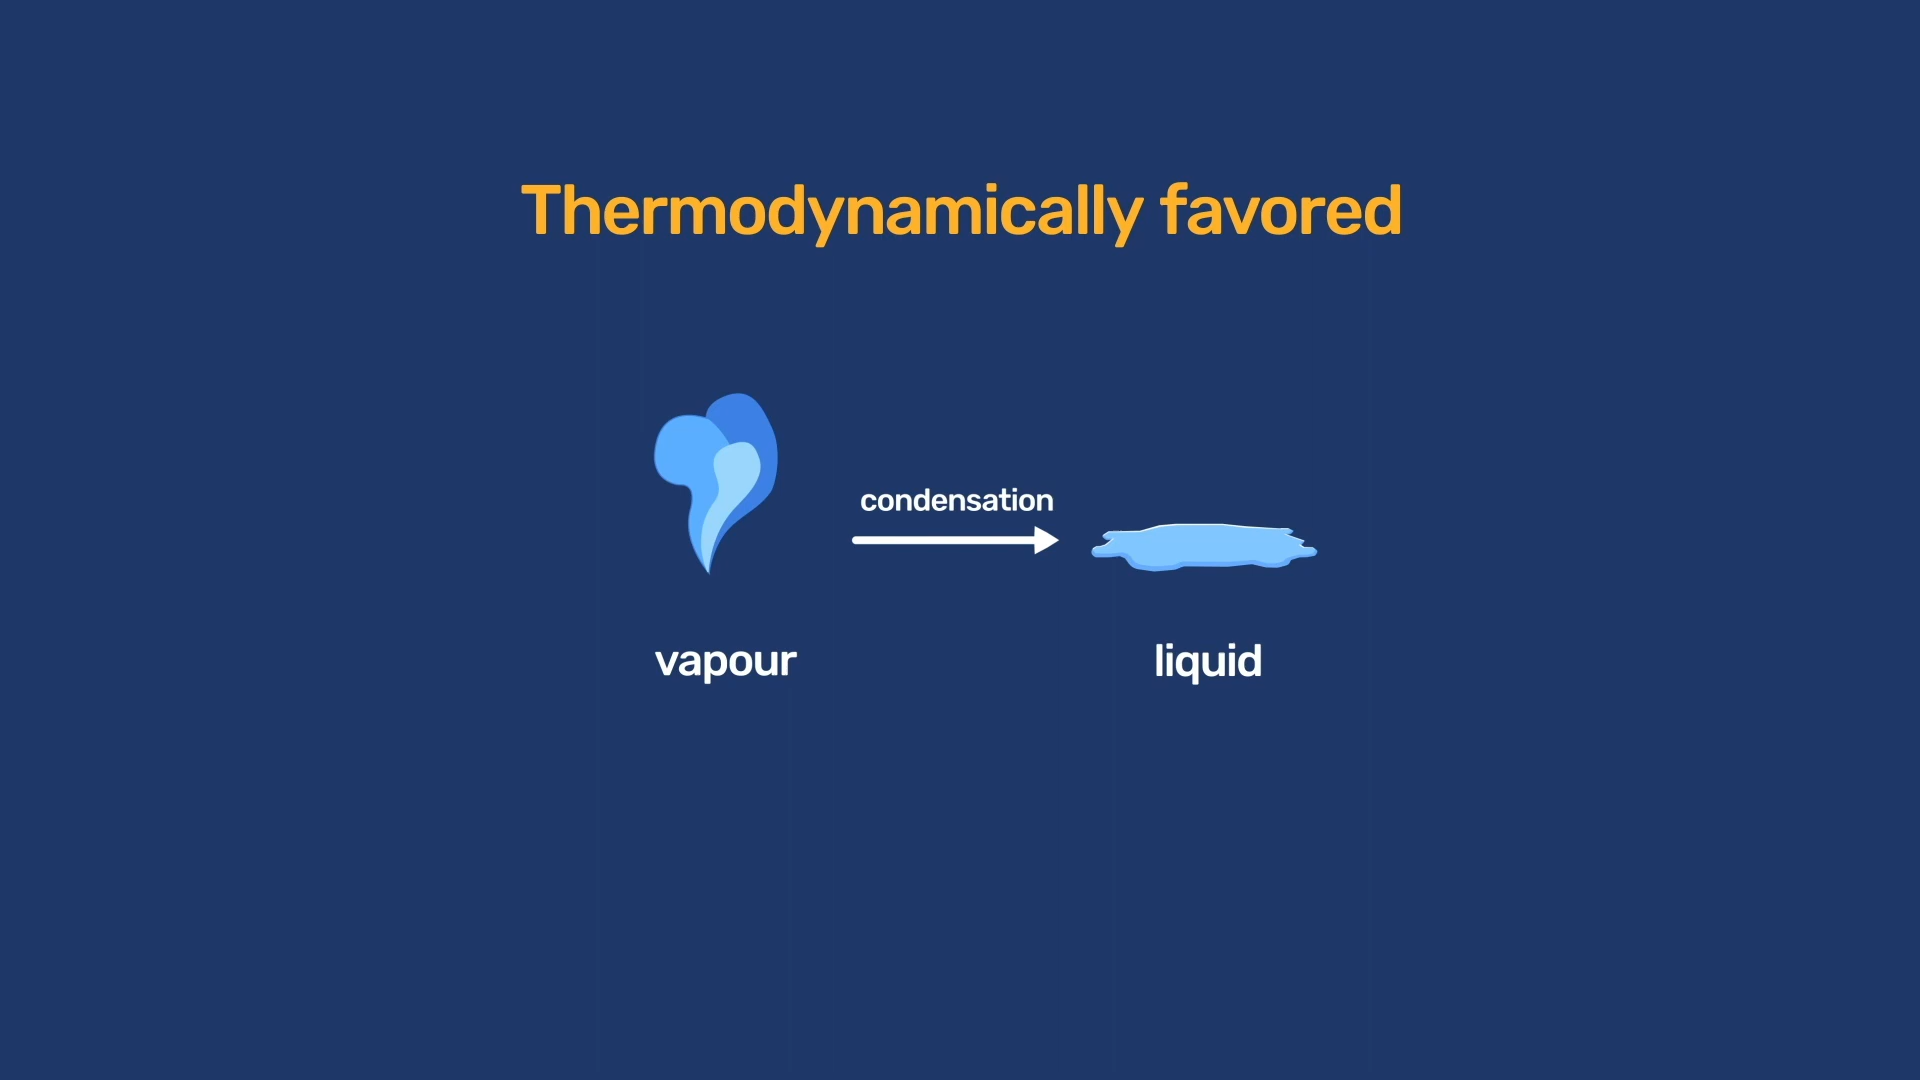 Thermodynamically favored
condensation
vapour
liquid